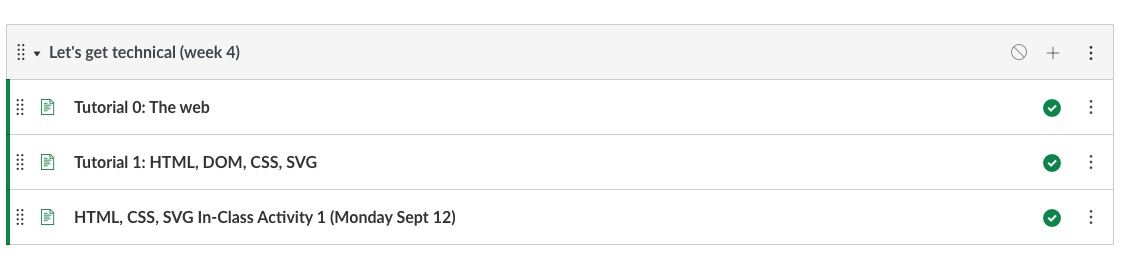 Let's get technical (week 4)
Tutorial 0: The web
Tutorial 1: HTML, DOM, CSS, SVG
HTML, CSS, SVG In-Class Activity 1 (Monday Sept 12)